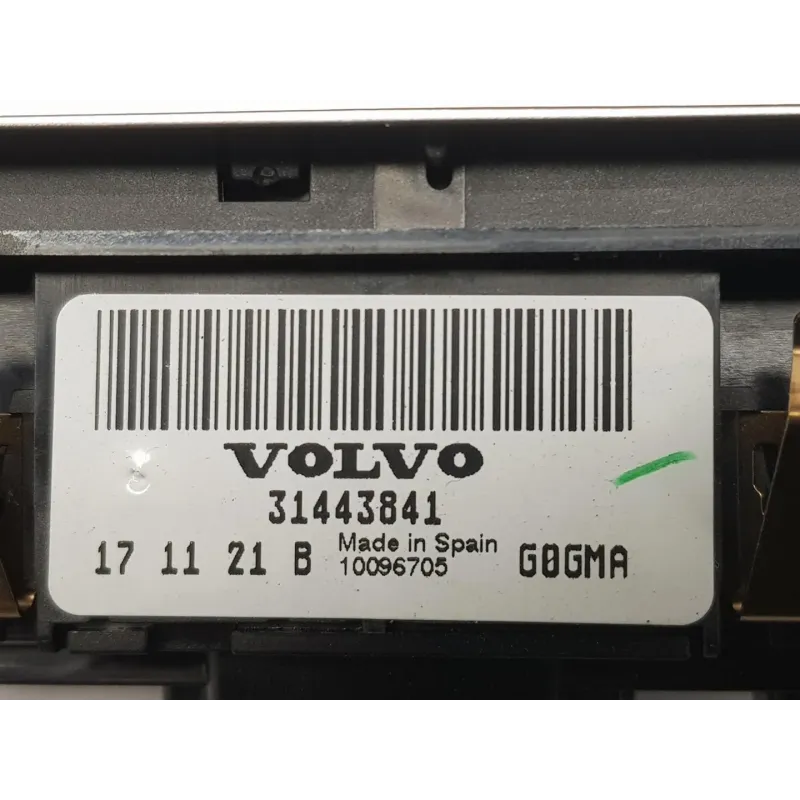 VOLVO
31443841
17 11 21 B Made in Spain G0GMA
10096705